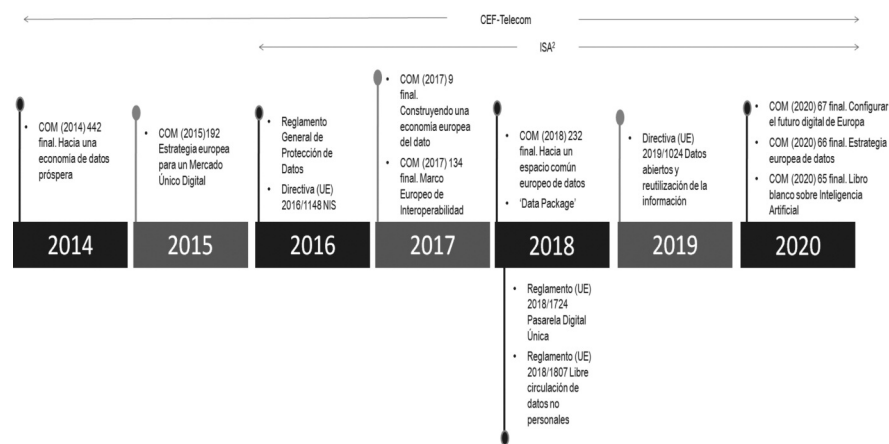 CEF-Telecom
ISA²
• COM (2014) 442
final. Hacia una
economía de datos
próspera
• COM (2015)192
Estrategia europea
para un Mercado
Único Digital
• Reglamento
General de
Protección de
Datos
• Directiva (UE)
2016/1148 NIS
• COM (2017) 9
final.
Construyendo una
economía europea
del dato
• COM (2017) 134
final. Marco
Europeo de
Interoperabilidad
• COM (2018) 232
final. Hacia un
espacio común
europeo de datos
• ‘Data Package’
• Directiva (UE)
2019/1024 Datos
abiertos y
reutilización de la
información
• COM (2020) 67 final. Configurar
el futuro digital de Europa
• COM (2020) 66 final. Estrategia
europea de datos
• COM (2020) 65 final. Libro
blanco sobre Inteligencia
Artificial
2014
2015
2016
2017
2018
2019
2020
• Reglamento (UE)
2018/1724
Pasarela Digital
Única
• Reglamento (UE)
2018/1807 Libre
circulación de
datos no
personales